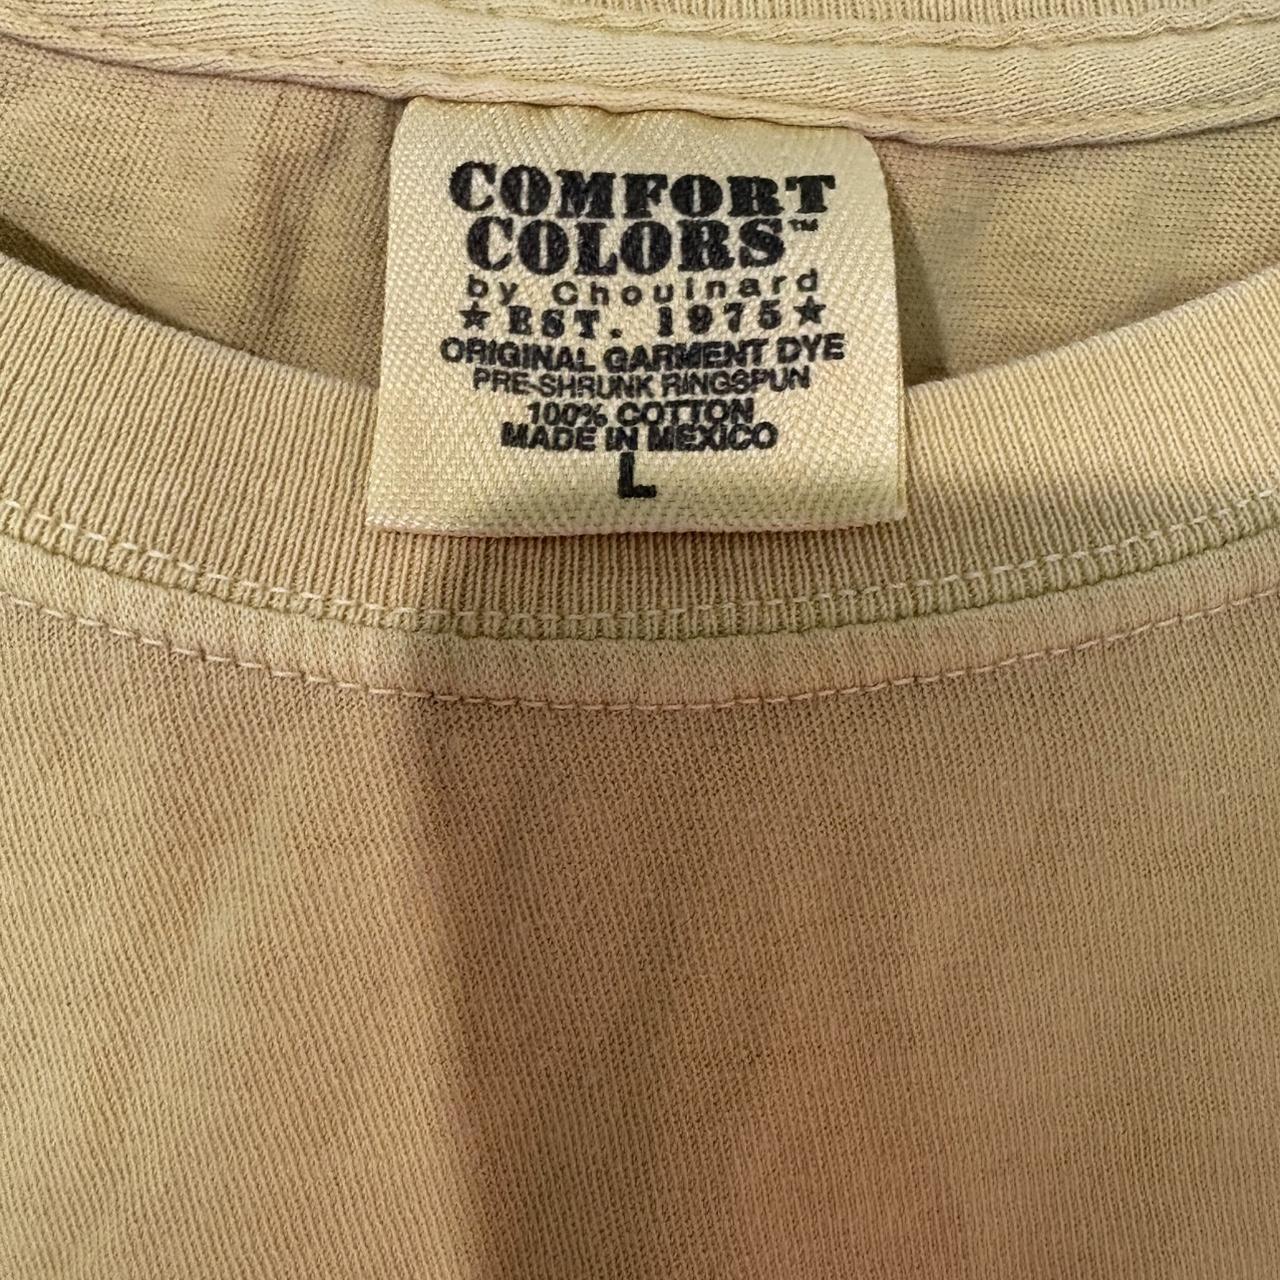 COMFORT
COLORS™
by Chouinard
★ EST. 1975 ★
ORIGINAL GARMENT DYE
PRE-SHRUNK RINGSPUN
100% COTTON
MADE IN MEXICO
L